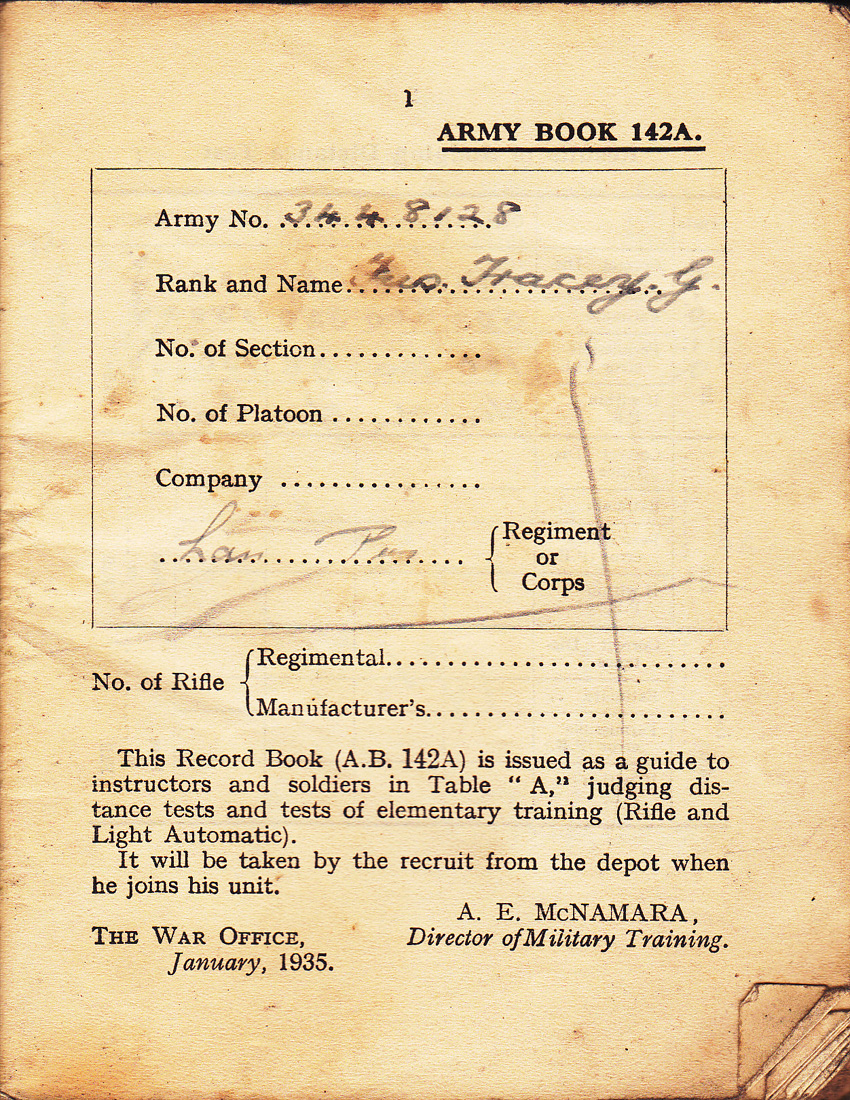 1
ARMY BOOK 142A.
Army No. 3448128
Rank and Name Fus. Tracey. G.
No. of Section
No. of Platoon
Company
Lan Fus { Regiment or Corps
No. of Rifle { Regimental
Manufacturer's
This Record Book (A.B. 142A) is issued as a guide to
instructors and soldiers in Table “ A,” judging dis-
tance tests and tests of elementary training (Rifle and
Light Automatic).
It will be taken by the recruit from the depot when
he joins his unit.
A. E. McNAMARA,
THE WAR OFFICE, Director of Military Training.
January, 1935.